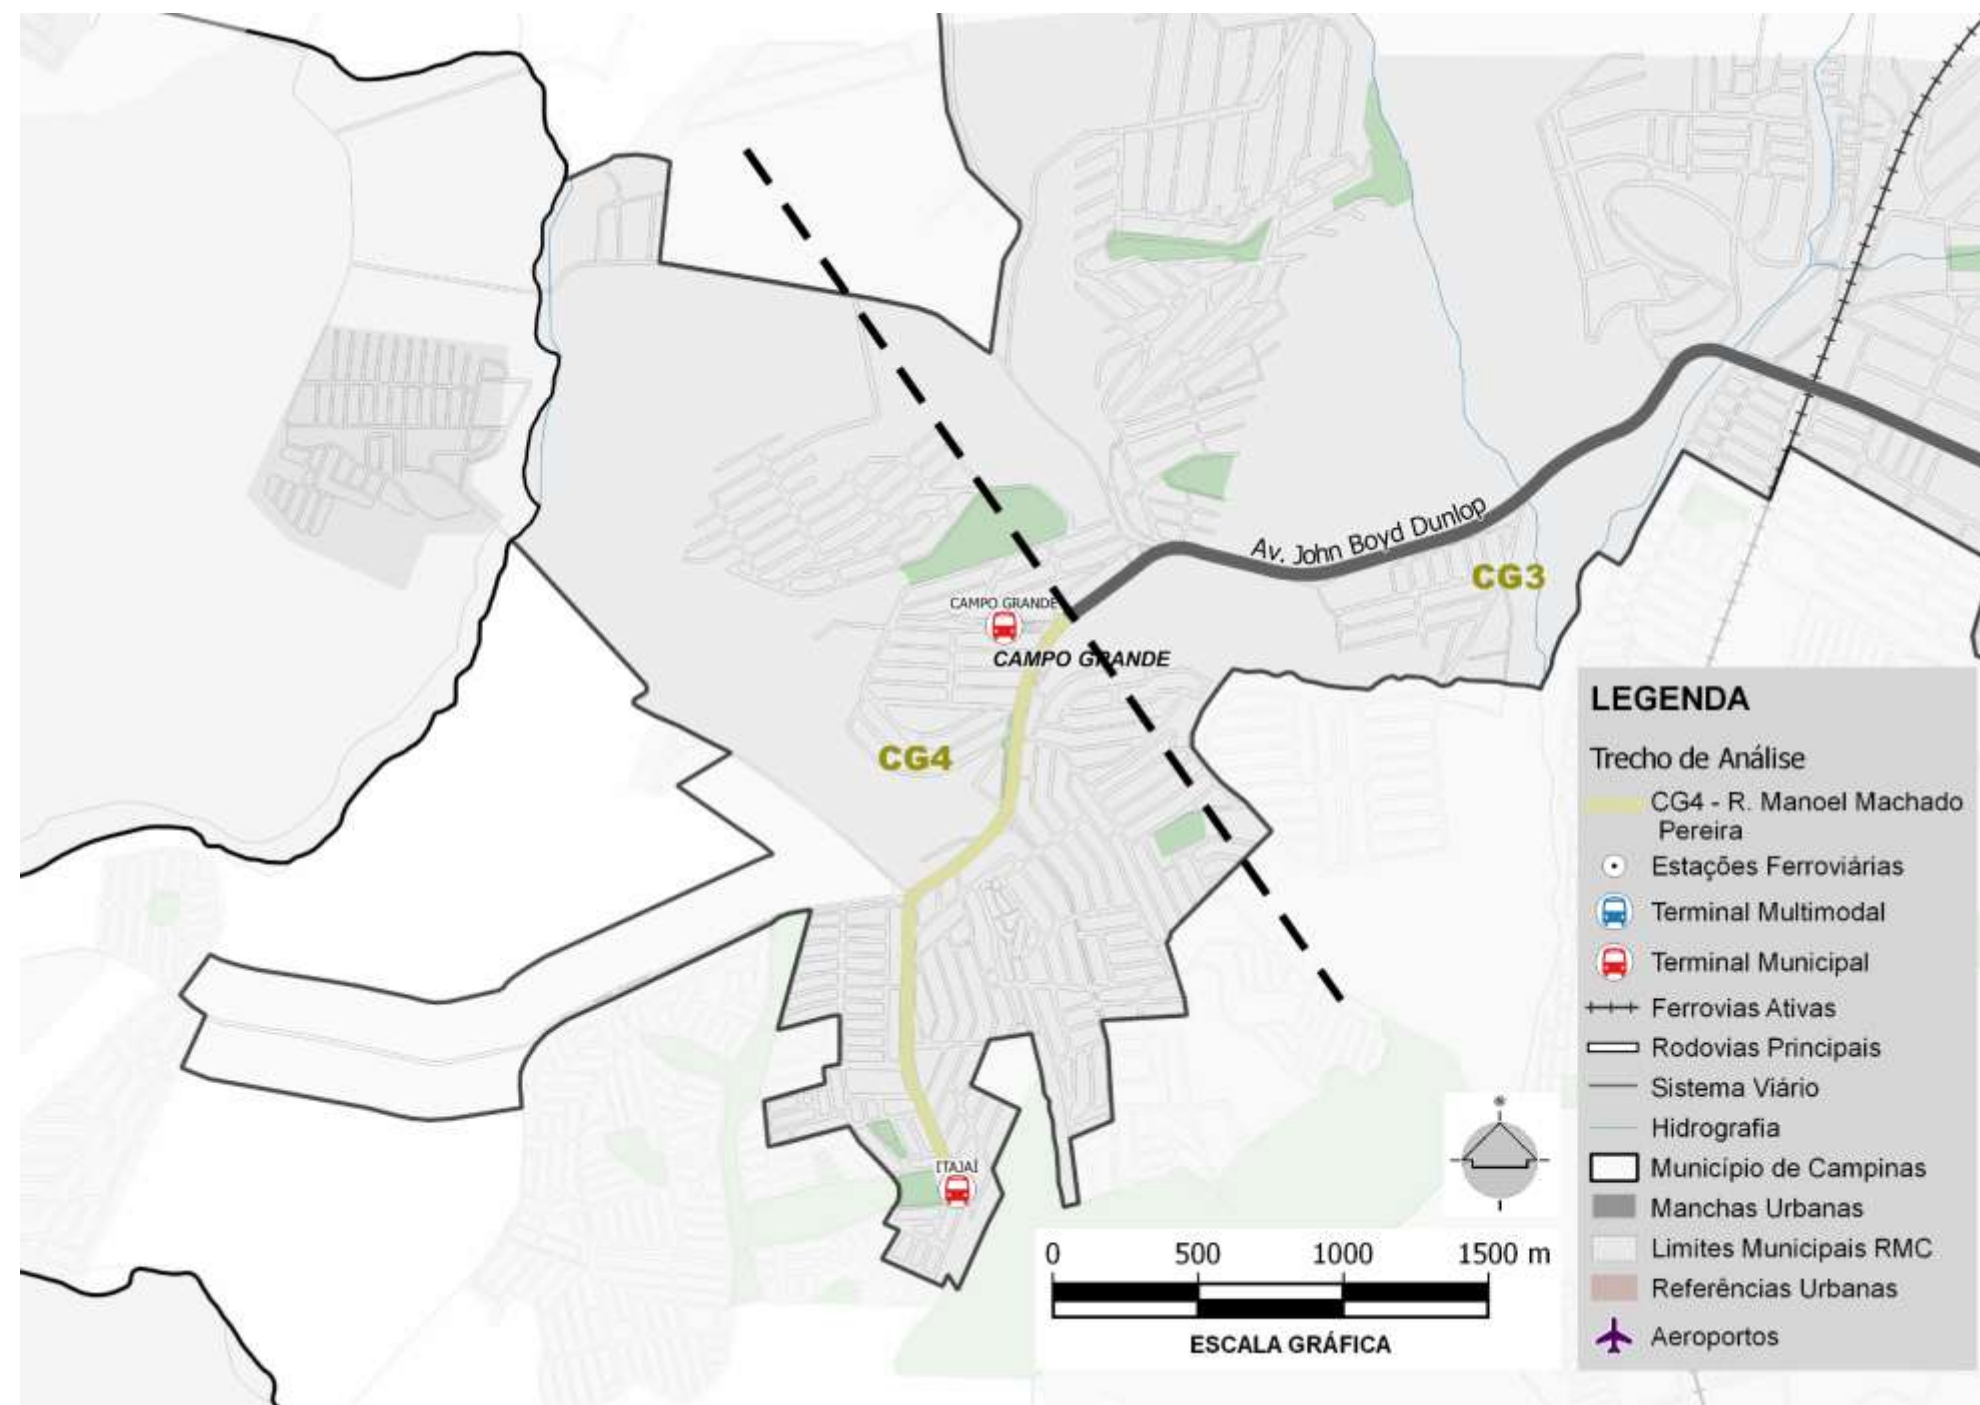 Av. John Boyd Dunlop
CG3
CAMPO GRANDE
CAMPO GRANDE
CG4
ITAJAÍ
LEGENDA
Trecho de Análise
CG4 - R. Manoel Machado
Pereira
Estações Ferroviárias
Terminal Multimodal
Terminal Municipal
Ferrovias Ativas
Rodovias Principais
Sistema Viário
Hidrografia
Município de Campinas
Manchas Urbanas
Limites Municipais RMC
Referências Urbanas
Aeroportos
0 500 1000 1500 m
ESCALA GRÁFICA